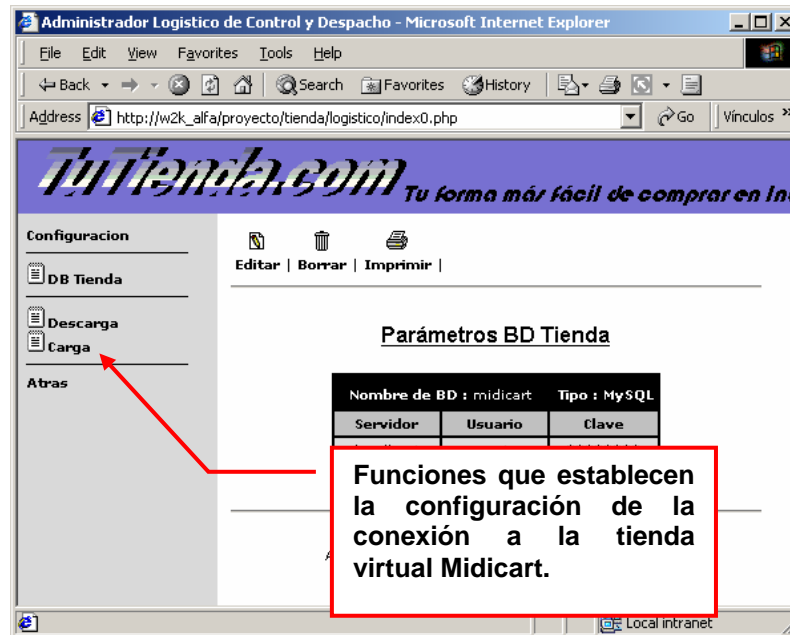 Administrador Logistico de Control y Despacho - Microsoft Internet Explorer
File Edit View Favorites Tools Help
Back Search Favorites History
Address http://w2k_alfa/proyecto/tienda/logistico/index0.php Go Vínculos »
TuTienda.com Tu forma más fácil de comprar en In
Configuracion
DB Tienda
Descarga
Carga
Atras
Editar | Borrar | Imprimir |
Parámetros BD Tienda
Nombre de BD : midicart Tipo : MySQL
Servidor Usuario Clave
Funciones que establecen
la configuración de la
conexión a la tienda
virtual Midicart.
Local intranet